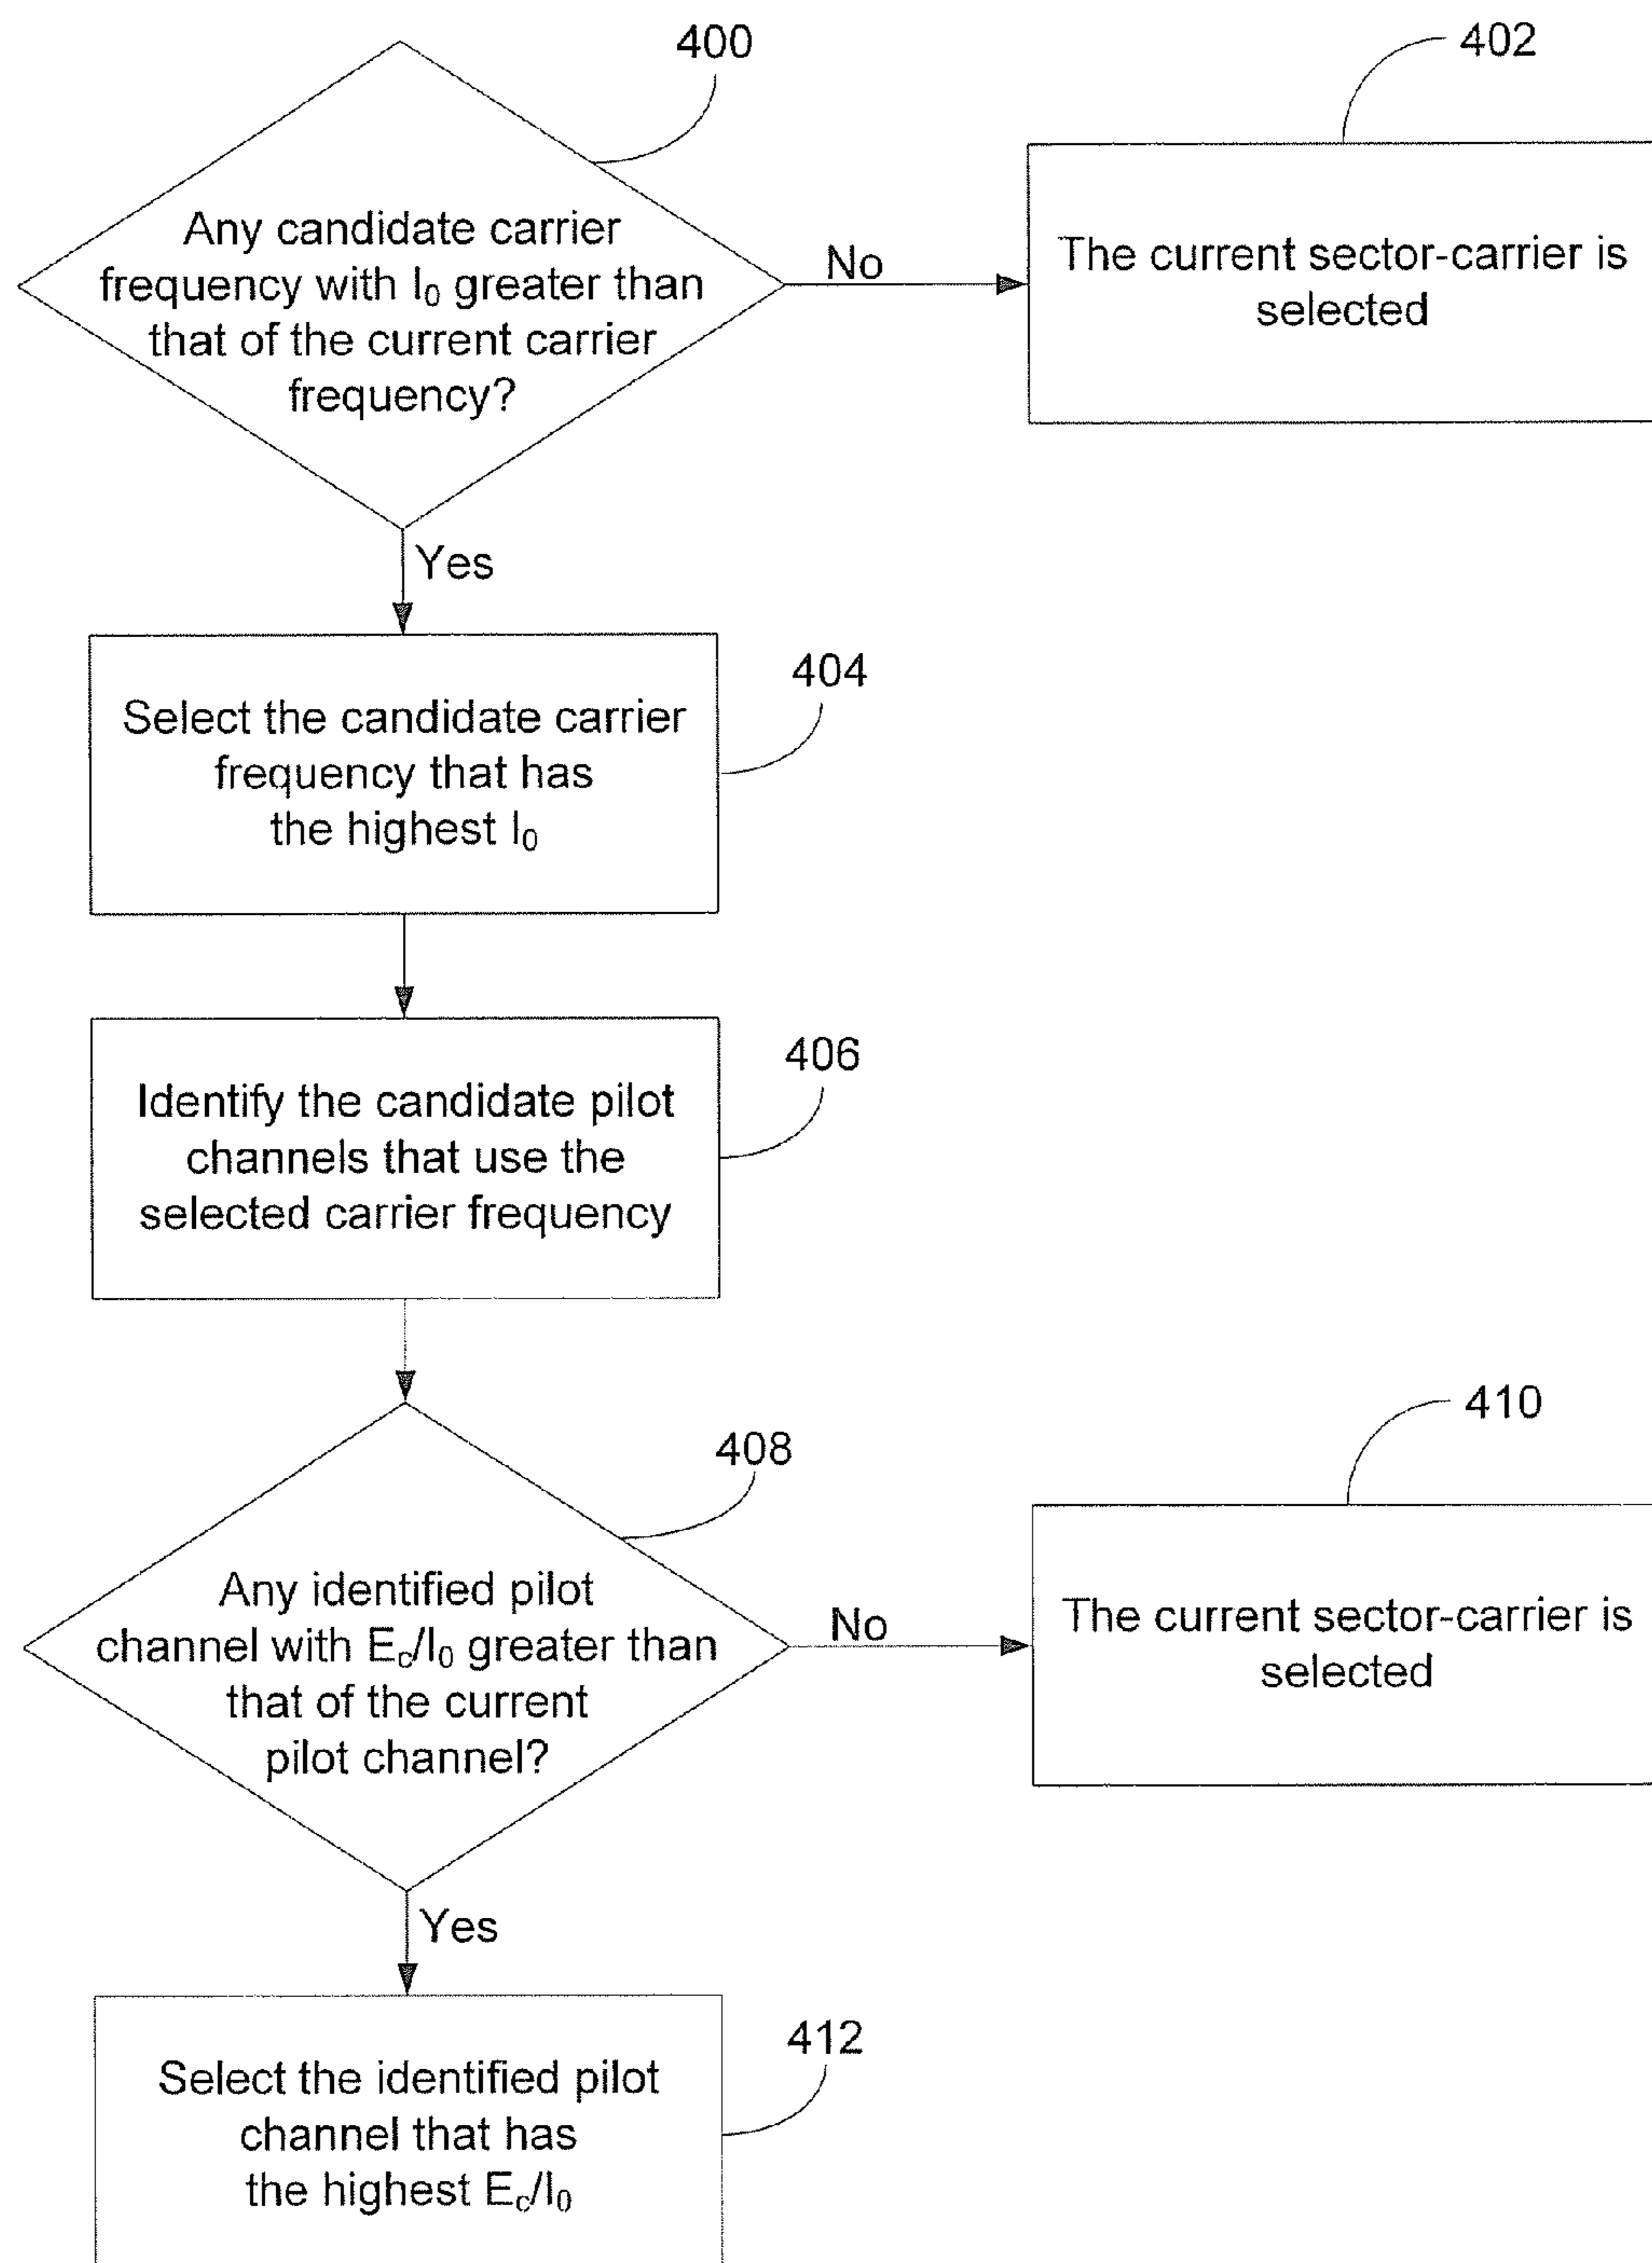 400
402
Any candidate carrier
frequency with I₀ greater than
that of the current carrier
frequency?
No
The current sector-carrier is
selected
Yes
404
Select the candidate carrier
frequency that has
the highest I₀
406
Identify the candidate pilot
channels that use the
selected carrier frequency
410
408
Any identified pilot
channel with E_c/I₀ greater than
that of the current
pilot channel?
No
The current sector-carrier is
selected
Yes
412
Select the identified pilot
channel that has
the highest E_c/I₀